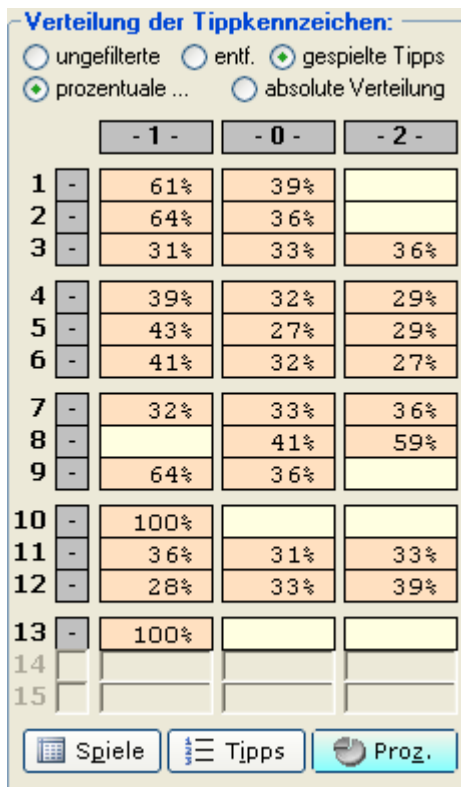 Verteilung der Tippkennzeichen:
ungefilterte entf. gespielte Tipps
prozentuale ... absolute Verteilung
- 1 - - 0 - - 2 -
1 - 61% 39%
2 - 64% 36%
3 - 31% 33% 36%
4 - 39% 32% 29%
5 - 43% 27% 29%
6 - 41% 32% 27%
7 - 32% 33% 36%
8 - 41% 59%
9 - 64% 36%
10 - 100%
11 - 36% 31% 33%
12 - 28% 33% 39%
13 - 100%
14
15
Spiele Tipps Proz.